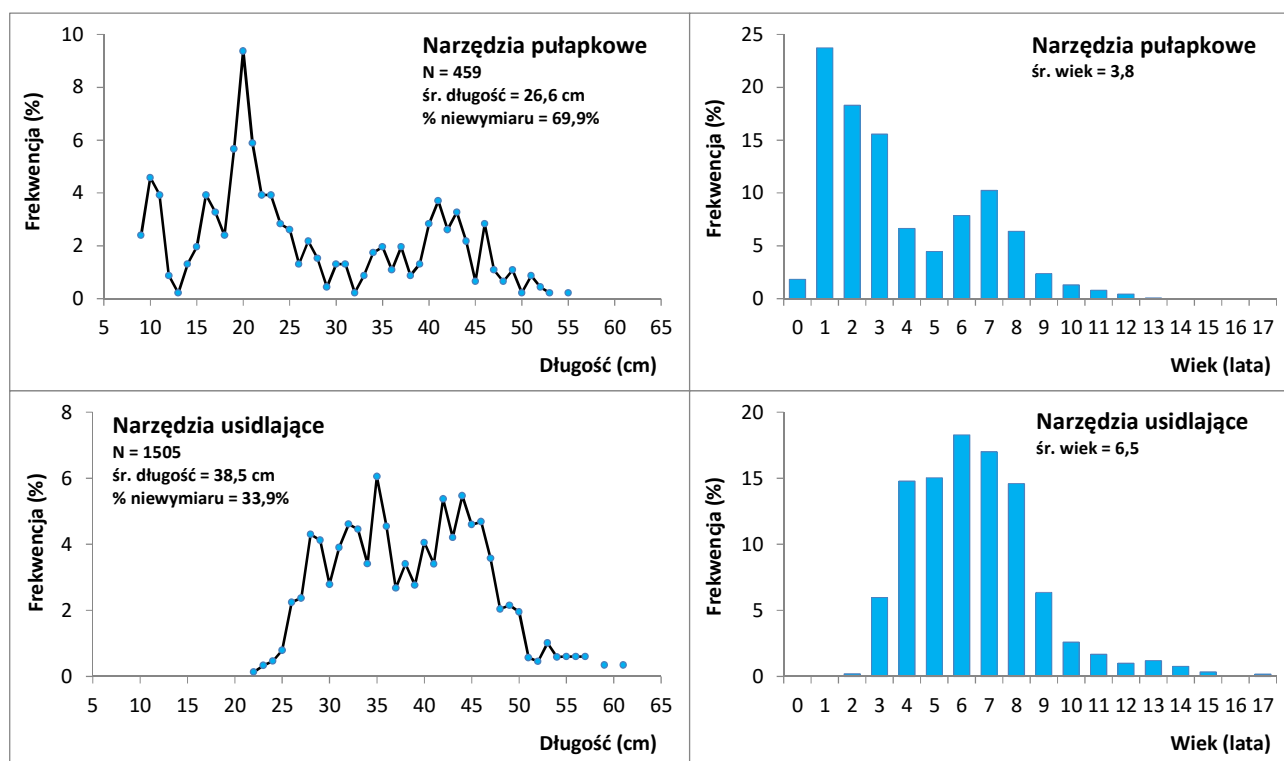 Narzędzia pułapkowe
N = 459
śr. długość = 26,6 cm
% niewymiaru = 69,9%
Frekwencja (%)
10
8
6
4
2
0
5 10 15 20 25 30 35 40 45 50 55 60 65
Długość (cm)
Narzędzia pułapkowe
śr. wiek = 3,8
Frekwencja (%)
25
20
15
10
5
0
0 1 2 3 4 5 6 7 8 9 10 11 12 13 14 15 16 17
Wiek (lata)
Narzędzia usidlające
N = 1505
śr. długość = 38,5 cm
% niewymiaru = 33,9%
Frekwencja (%)
8
6
4
2
0
5 10 15 20 25 30 35 40 45 50 55 60 65
Długość (cm)
Narzędzia usidlające
śr. wiek = 6,5
Frekwencja (%)
20
15
10
5
0
0 1 2 3 4 5 6 7 8 9 10 11 12 13 14 15 16 17
Wiek (lata)